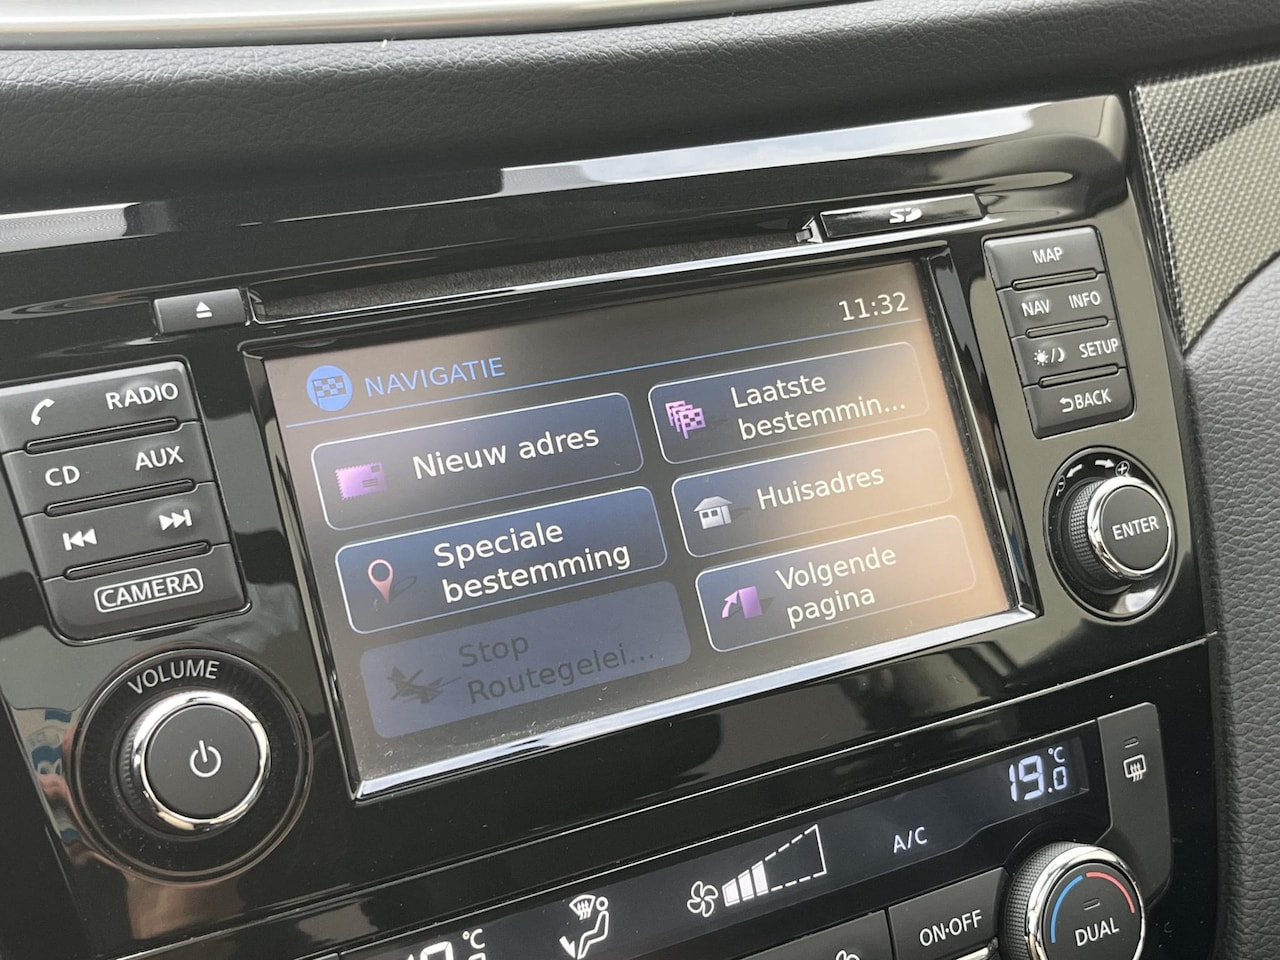 SD
RADIO
CD AUX
CAMERA
VOLUME
11:32
NAVIGATIE
Nieuw adres
Laatste
bestemmin...
Speciale
bestemming
Huisadres
Stop
Routegelei...
Volgende
pagina
MAP
NAV INFO
SETUP
BACK
ENTER
19.0 °C
A/C
°C
ON·OFF
DUAL